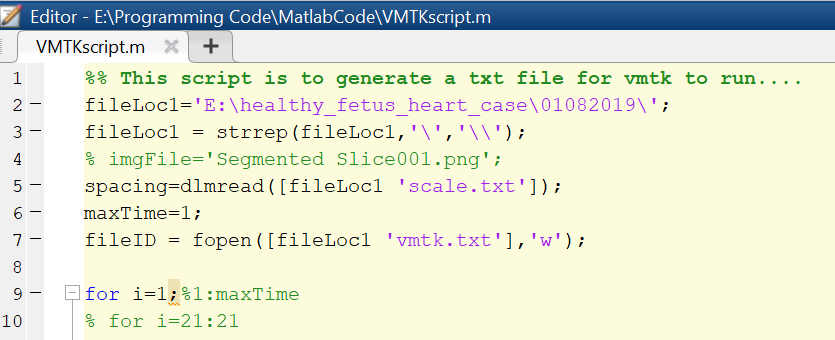 Editor - E:\Programming Code\MatlabCode\VMTKscript.m
VMTKscript.m
1 %% This script is to generate a txt file for vmtk to run....
2 fileLoc1='E:\healthy_fetus_heart_case\01082019\';
3 fileLoc1 = strrep(fileLoc1,'\','\\');
4 % imgFile='Segmented Slice001.png';
5 spacing=dlmread([fileLoc1 'scale.txt']);
6 maxTime=1;
7 fileID = fopen([fileLoc1 'vmtk.txt'],'w');
8
9 for i=1;%1:maxTime
10 % for i=21:21